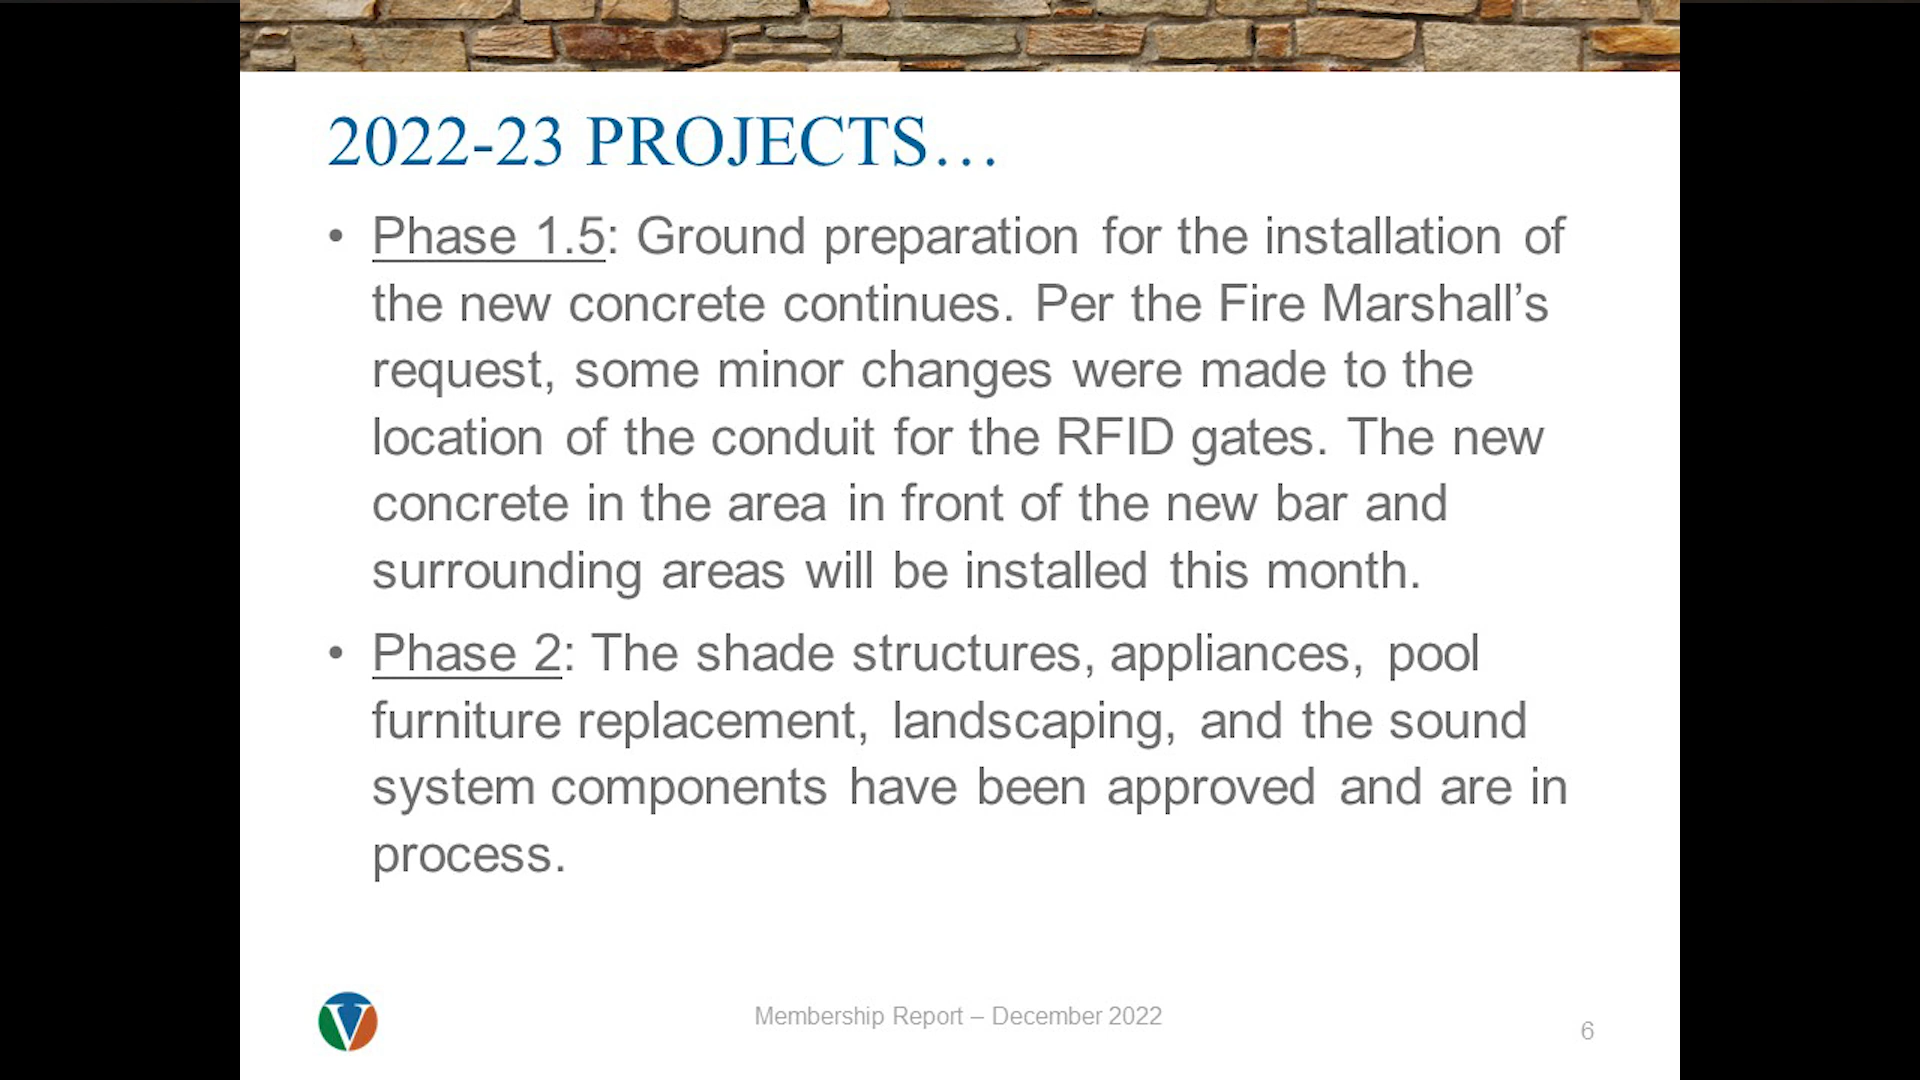 2022-23 PROJECTS…
• Phase 1.5: Ground preparation for the installation of
the new concrete continues. Per the Fire Marshall’s
request, some minor changes were made to the
location of the conduit for the RFID gates. The new
concrete in the area in front of the new bar and
surrounding areas will be installed this month.
• Phase 2: The shade structures, appliances, pool
furniture replacement, landscaping, and the sound
system components have been approved and are in
process.
V
Membership Report – December 2022
6